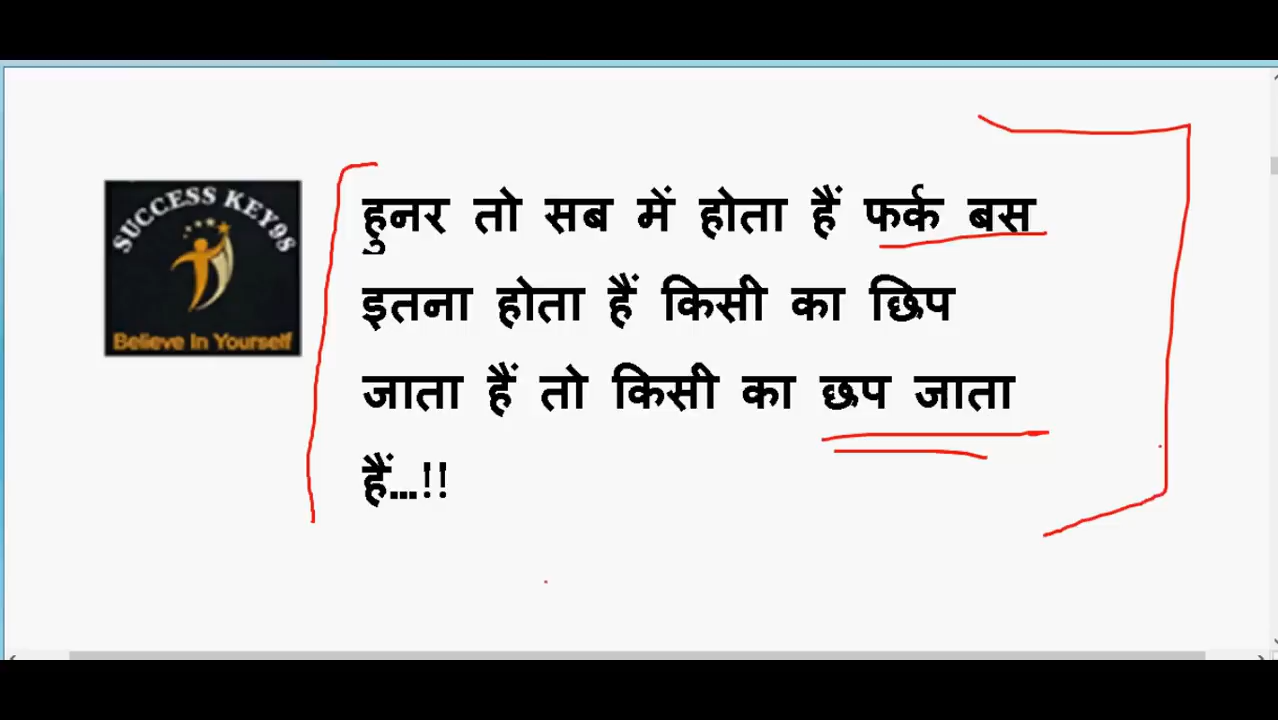 SUCCESS KEY98
Believe In Yourself
हुनर तो सब में होता हैं फर्क बस
इतना होता हैं किसी का छिप
जाता हैं तो किसी का छप जाता
हैं...!!